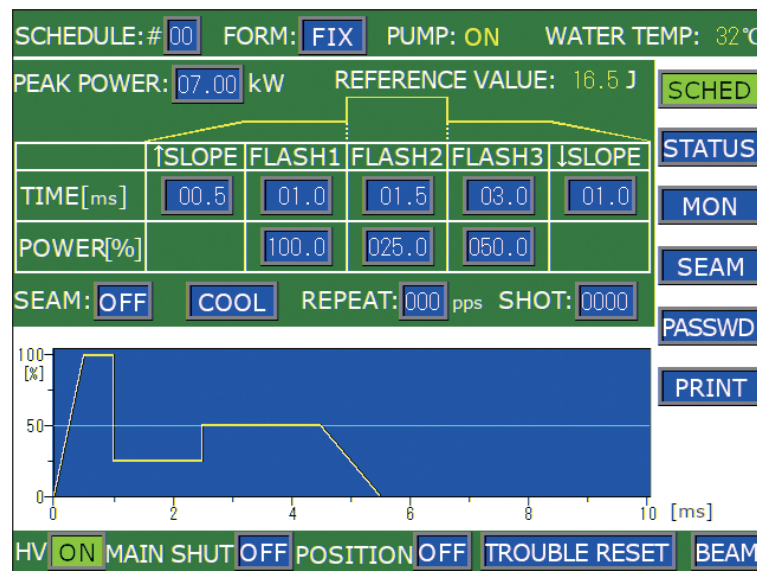 SCHEDULE:# 00 FORM: FIX PUMP: ON WATER TEMP: 32℃
PEAK POWER: 07.00 kW REFERENCE VALUE: 16.5 J
SCHED
↑SLOPE FLASH1 FLASH2 FLASH3 ↓SLOPE
STATUS
TIME[ms] 00.5 01.0 01.5 03.0 01.0
MON
POWER[%] 100.0 025.0 050.0
SEAM
SEAM: OFF COOL REPEAT: 000 pps SHOT: 0000
PASSWD
PRINT
100
[%]
50
0
0 2 4 6 8 10 [ms]
HV ON MAIN SHUT OFF POSITION OFF TROUBLE RESET BEAM